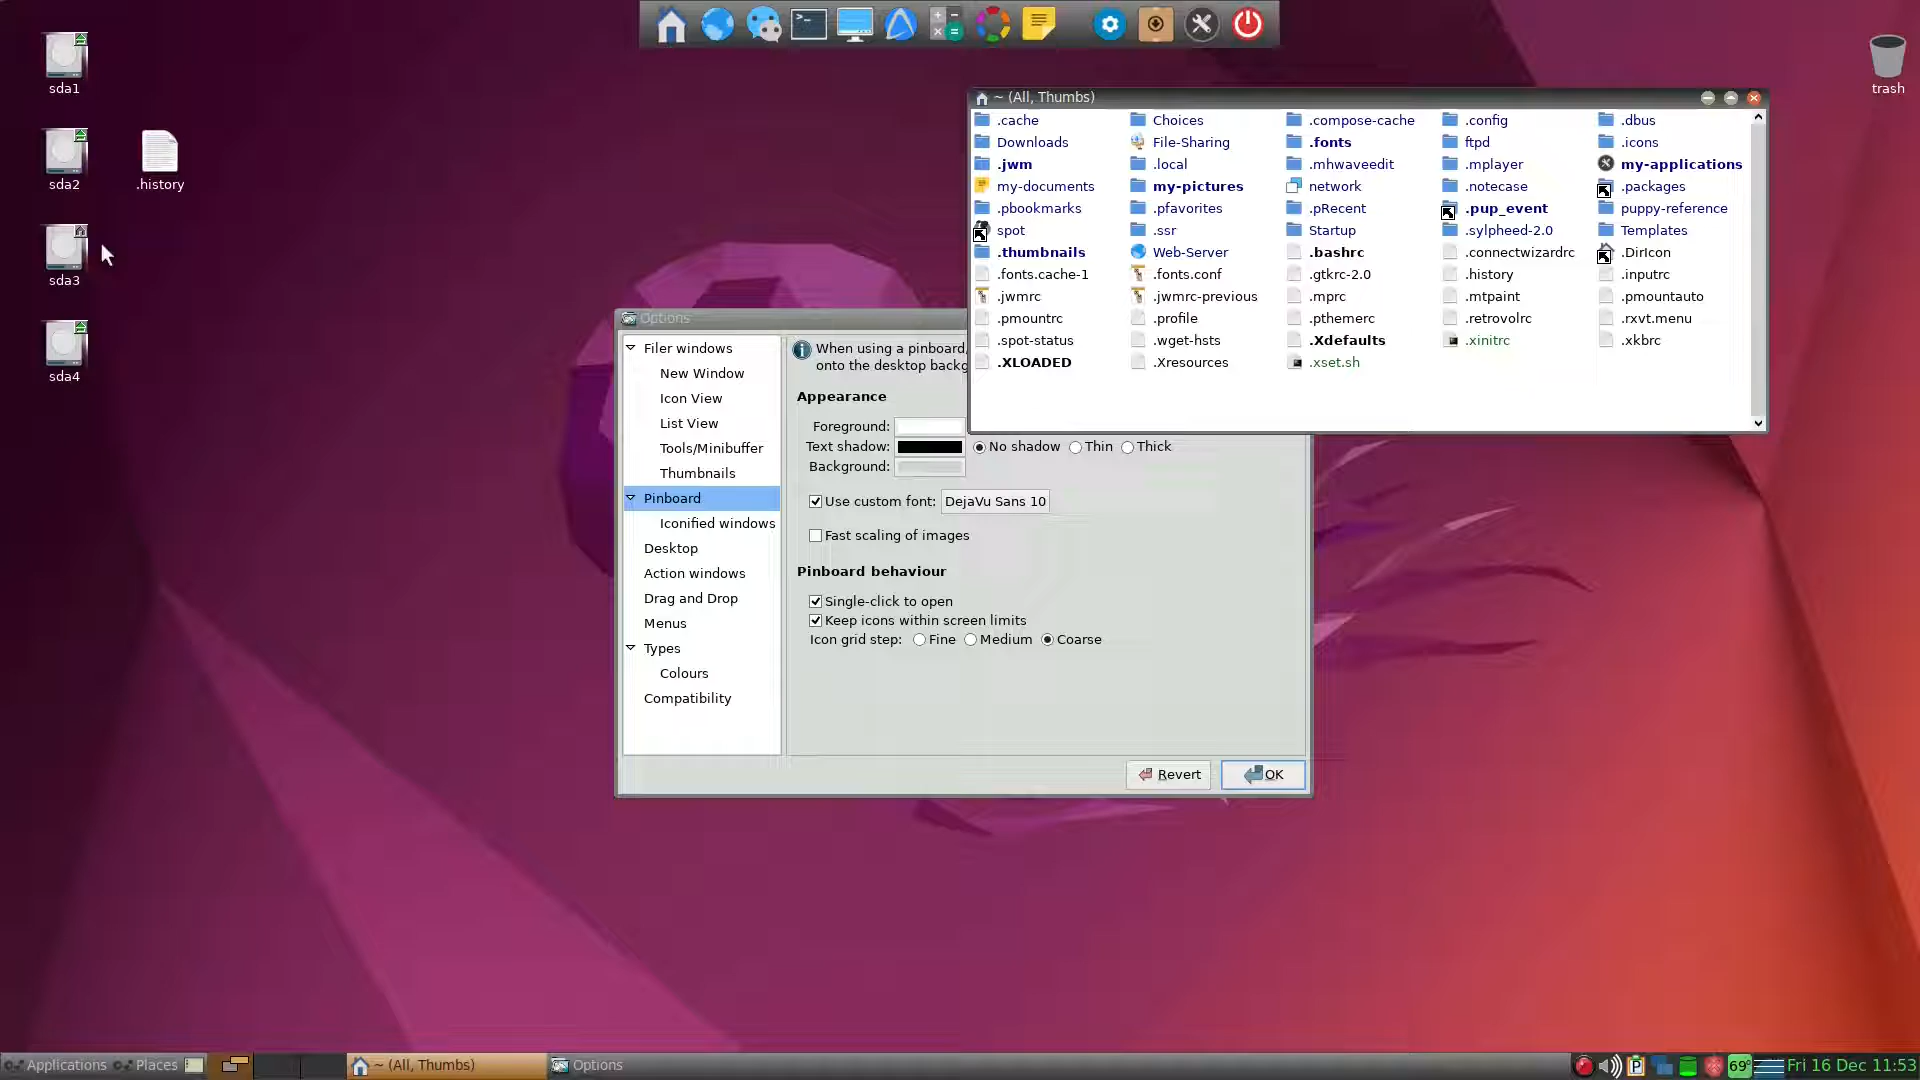 sda1
sda2
.history
sda3
sda4
trash
~ (All, Thumbs)
.cache Choices .compose-cache .config .dbus
Downloads File-Sharing .fonts ftpd .icons
.jwm .local .mhwaveedit .mplayer my-applications
my-documents my-pictures network .notecase .packages
.pbookmarks .pfavorites .pRecent .pup_event puppy-reference
spot .ssr Startup .sylpheed-2.0 Templates
.thumbnails Web-Server .bashrc .connectwizardrc .DirIcon
.fonts.cache-1 .fonts.conf .gtkrc-2.0 .history .inputrc
.jwmrc .jwmrc-previous .mprc .mtpaint .pmountauto
.pmountrc .profile .pthemerc .retrovolrc .rxvt.menu
.spot-status .wget-hsts .Xdefaults .xinitrc .xkbrc
.XLOADED .Xresources .xset.sh
Options
Filer windows
New Window
Icon View
List View
Tools/Minibuffer
Thumbnails
Pinboard
Iconified windows
Desktop
Action windows
Drag and Drop
Menus
Types
Colours
Compatibility
When using a pinboard,
onto the desktop backg
Appearance
Foreground:
Text shadow: No shadow Thin Thick
Background:
Use custom font: DejaVu Sans 10
Fast scaling of images
Pinboard behaviour
Single-click to open
Keep icons within screen limits
Icon grid step: Fine Medium Coarse
Revert OK
Applications Places ~ (All, Thumbs) Options 69° Fri 16 Dec 11:53